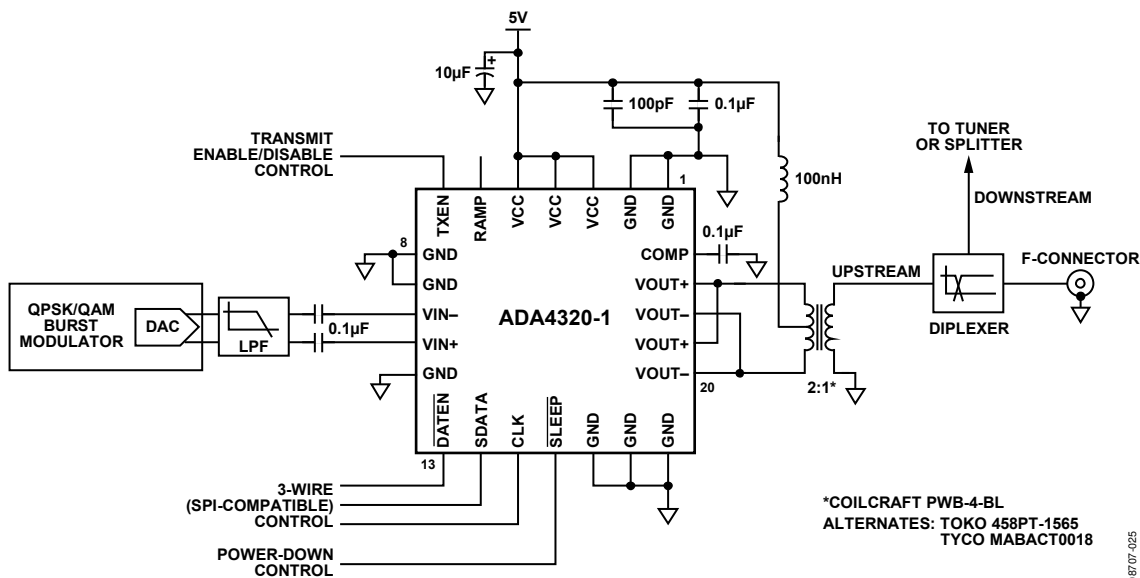 5V
10µF
+
100pF
0.1µF
TRANSMIT
ENABLE/DISABLE
CONTROL
TO TUNER
OR SPLITTER
100nH
DOWNSTREAM
1
TXEN
RAMP
VCC
VCC
VCC
GND
GND
8
GND
GND
VIN–
VIN+
GND
COMP
VOUT+
VOUT–
VOUT+
VOUT–
ADA4320-1
0.1µF
QPSK/QAM
BURST
MODULATOR
DAC
LPF
0.1µF
UPSTREAM
DIPLEXER
F-CONNECTOR
20
2:1*
DATEN
SDATA
CLK
SLEEP
GND
GND
GND
13
3-WIRE
(SPI-COMPATIBLE)
CONTROL
POWER-DOWN
CONTROL
*COILCRAFT PWB-4-BL
ALTERNATES: TOKO 458PT-1565
TYCO MABACT0018
8707-025